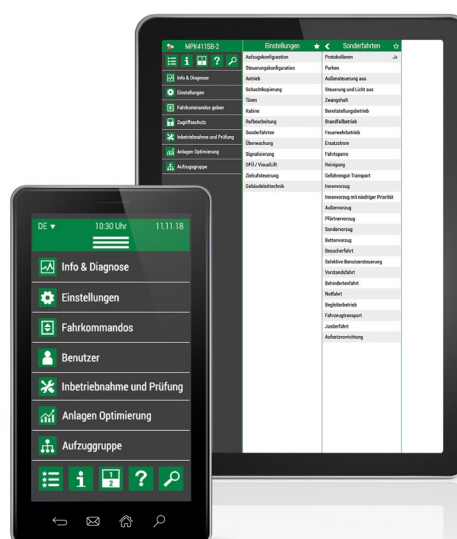 MPK411SB-2
Info & Diagnose
Einstellungen
Fahrkommandos geben
Zugriffsschutz
Inbetriebnahme und Prüfung
Anlagen Optimierung
Aufzugsgruppe
Einstellungen
Aufzugskonfiguration
Steuerungskonfiguration
Antrieb
Schachtkopierung
Türen
Kabine
Rufbearbeitung
Sonderfahrten
Überwachung
Signalisierung
DFÜ / VisualLift
Zielrufsteuerung
Gebäudeleittechnik
Sonderfahrten
Protokollieren Ja
Parken
Außensteuerung aus
Steuerung und Licht aus
Zwangshalt
Bereitstellungsbetrieb
Brandfallbetrieb
Feuerwehrbetrieb
Ersatzstrom
Fahrtsperre
Reinigung
Gefahrengut-Transport
Innenvorzug
Innenvorzug mit niedriger Priorität
Außenvorzug
Pförtnervorzug
Sondervorzug
Bettenvorzug
Besucherfahrt
Selektive Benutzersteuerung
Vorstandsfahrt
Behindertenfahrt
Notfahrt
Begleiterbetrieb
Fahrzeugtransport
Justierfahrt
Aufsetzvorrichtung
DE 10:30 Uhr 11.11.18
Info & Diagnose
Einstellungen
Fahrkommandos
Benutzer
Inbetriebnahme und Prüfung
Anlagen Optimierung
Aufzuggruppe
i 1 2 ?